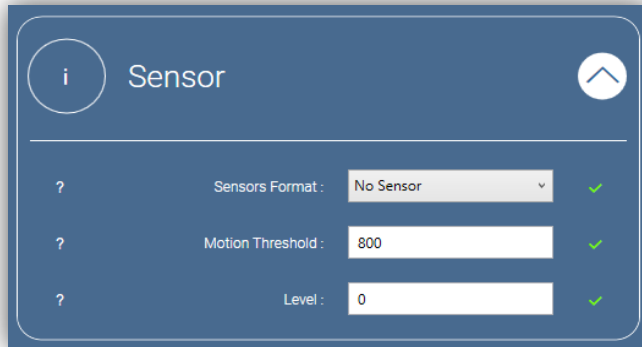 i Sensor
? Sensors Format : No Sensor
? Motion Threshold : 800
? Level : 0